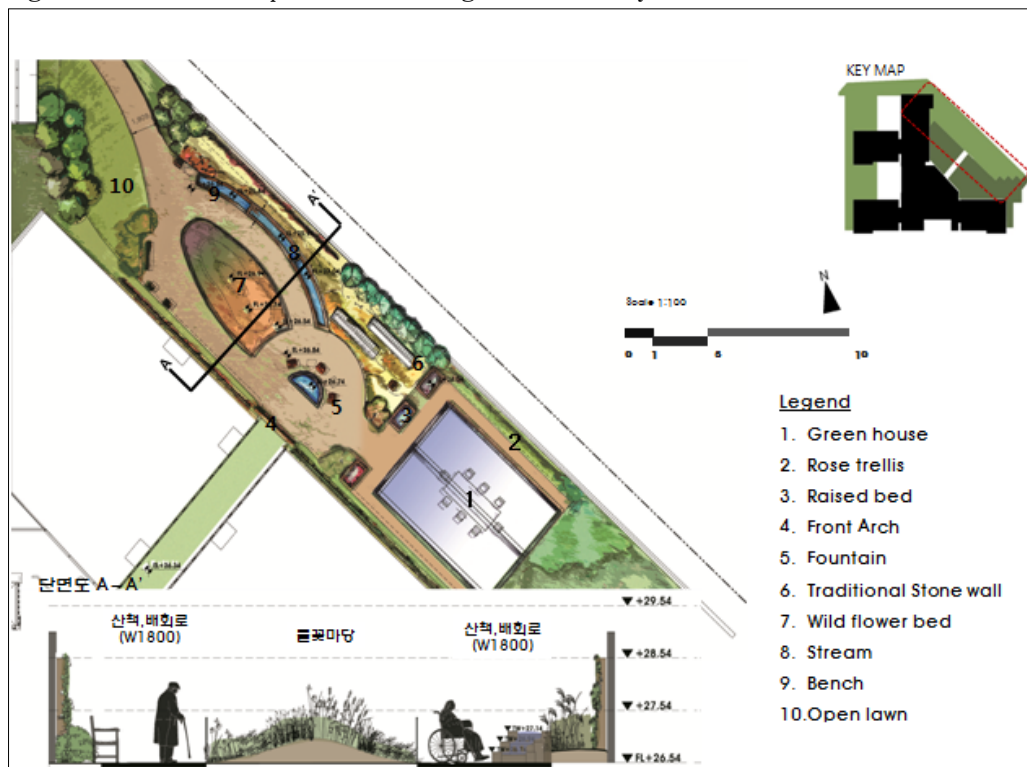 KEY MAP
10
9
A'
8
7
6
5
3
4
2
1
A
N
Scale 1:100
0 1 5 10
Legend
1. Green house
2. Rose trellis
3. Raised bed
4. Front Arch
5. Fountain
6. Traditional Stone wall
7. Wild flower bed
8. Stream
9. Bench
10.Open lawn
단면도 A – A'
산책,배회로
(W1800)
들꽃마당
산책,배회로
(W1800)
+29.54
+28.54
+27.54
FL+26.54